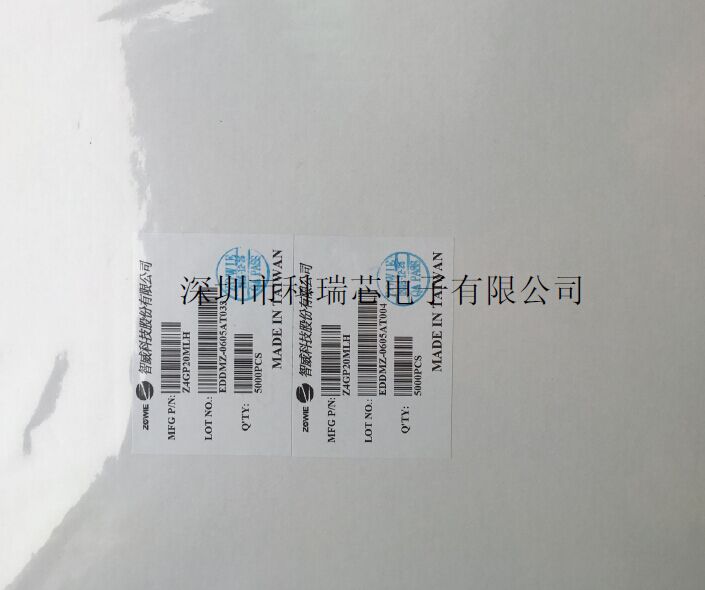 智威科技股份有限公司
ZOWIE
MFG P/N:
Z4GP20MLH
LOT NO.:
Q'TY:
5000PCS
MADE IN TAIWAN
智威科技股份有限公司
ZOWIE
MFG P/N:
Z4GP20MLH
LOT NO.:
EDDMZ-0605AT004
Q'TY:
5000PCS
MADE IN TAIWAN
深圳市科瑞芯电子有限公司